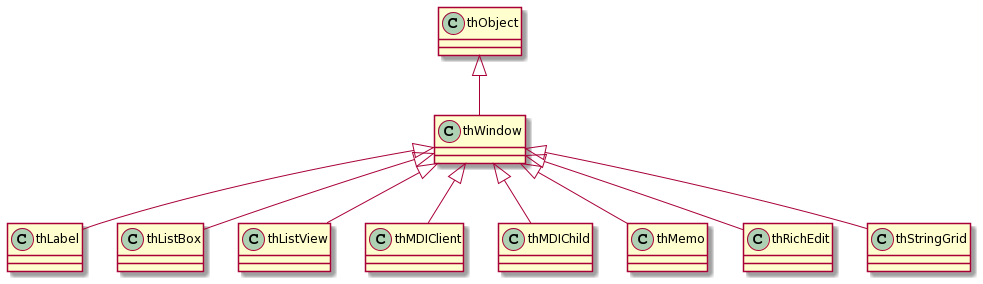 C thObject
C thWindow
C thLabel C thListBox C thListView C thMDIClient C thMDIChild C thMemo C thRichEdit C thStringGrid